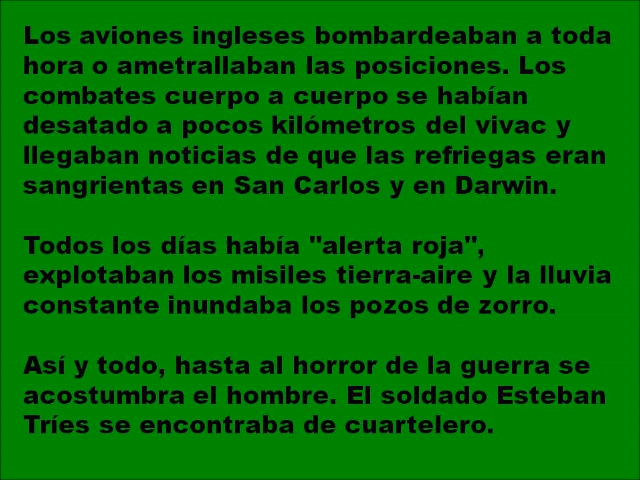 Los aviones ingleses bombardeaban a toda
hora o ametrallaban las posiciones. Los
combates cuerpo a cuerpo se habían
desatado a pocos kilómetros del vivac y
llegaban noticias de que las refriegas eran
sangrientas en San Carlos y en Darwin.
Todos los días había "alerta roja",
explotaban los misiles tierra-aire y la lluvia
constante inundaba los pozos de zorro.
Así y todo, hasta al horror de la guerra se
acostumbra el hombre. El soldado Esteban
Tríes se encontraba de cuartelero.